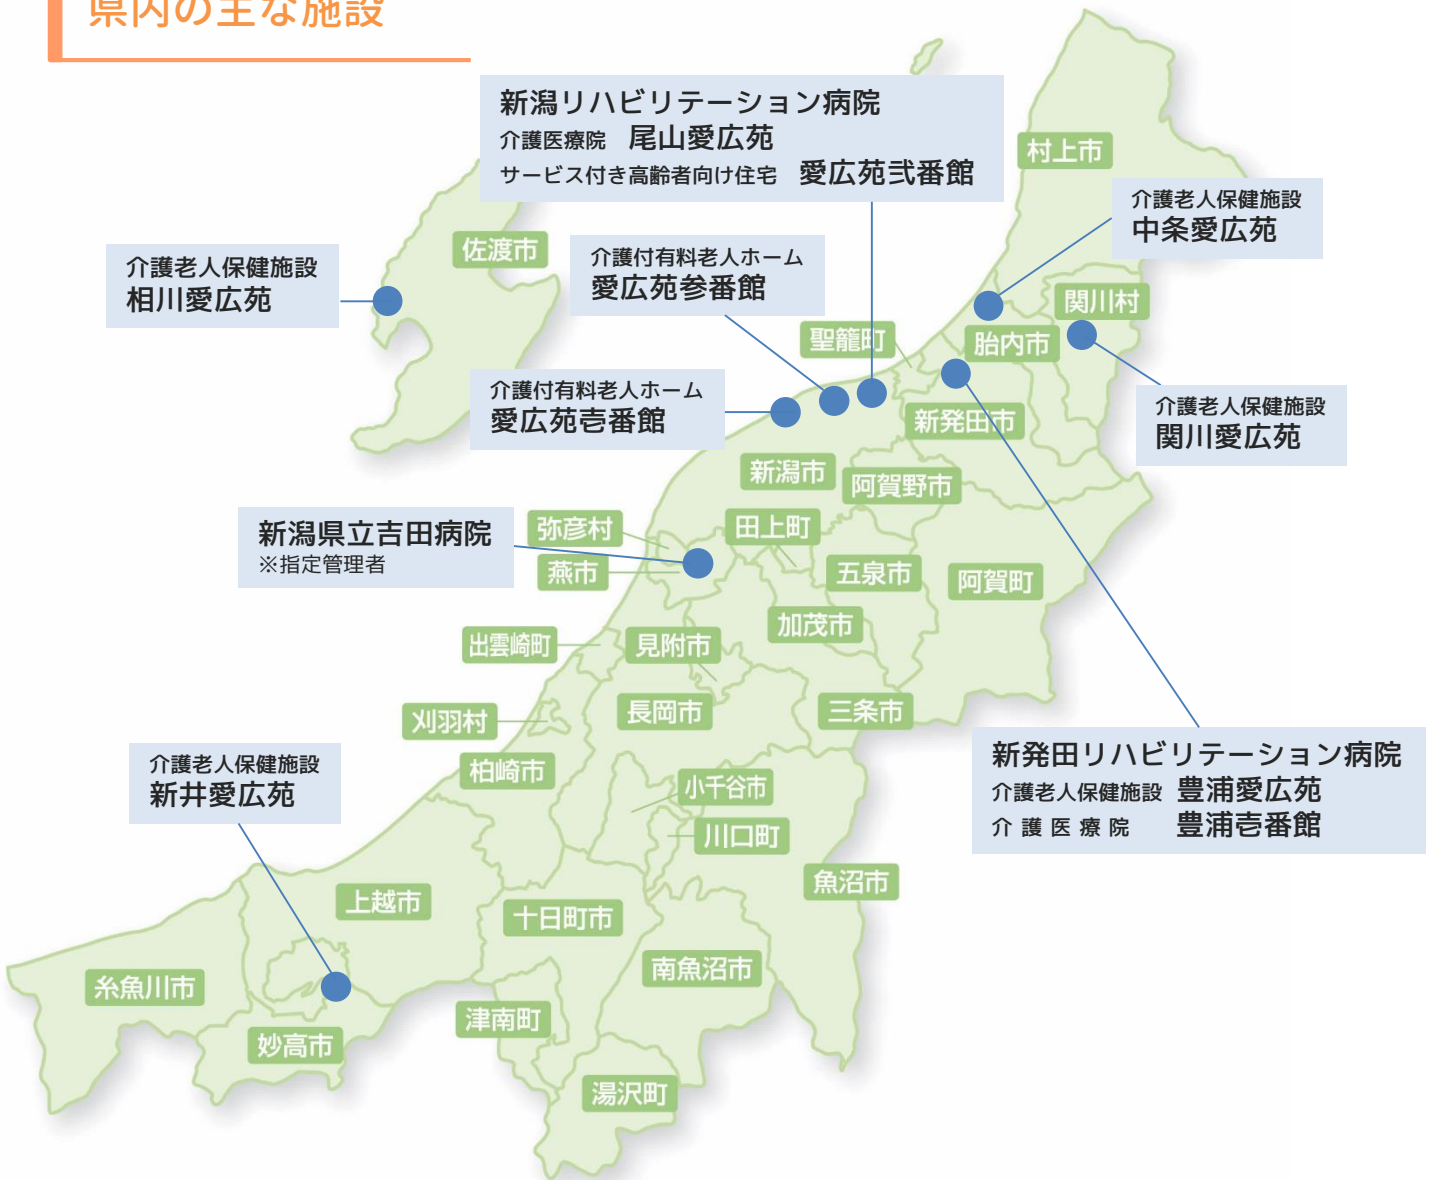 県内の主な施設
新潟リハビリテーション病院
介護医療院 尾山愛広苑
サービス付き高齢者向け住宅 愛広苑弐番館
村上市
介護老人保健施設
中条愛広苑
佐渡市
介護老人保健施設
相川愛広苑
介護付有料老人ホーム
愛広苑参番館
関川村
聖籠町
胎内市
介護付有料老人ホーム
愛広苑壱番館
介護老人保健施設
関川愛広苑
新発田市
新潟市
阿賀野市
新潟県立吉田病院
※指定管理者
弥彦村
田上町
燕市
五泉市
阿賀町
加茂市
出雲崎町
見附市
長岡市
三条市
刈羽村
新発田リハビリテーション病院
介護老人保健施設 豊浦愛広苑
介護医療院 豊浦壱番館
介護老人保健施設
新井愛広苑
柏崎市
小千谷市
川口町
魚沼市
上越市
十日町市
南魚沼市
糸魚川市
津南町
妙高市
湯沢町